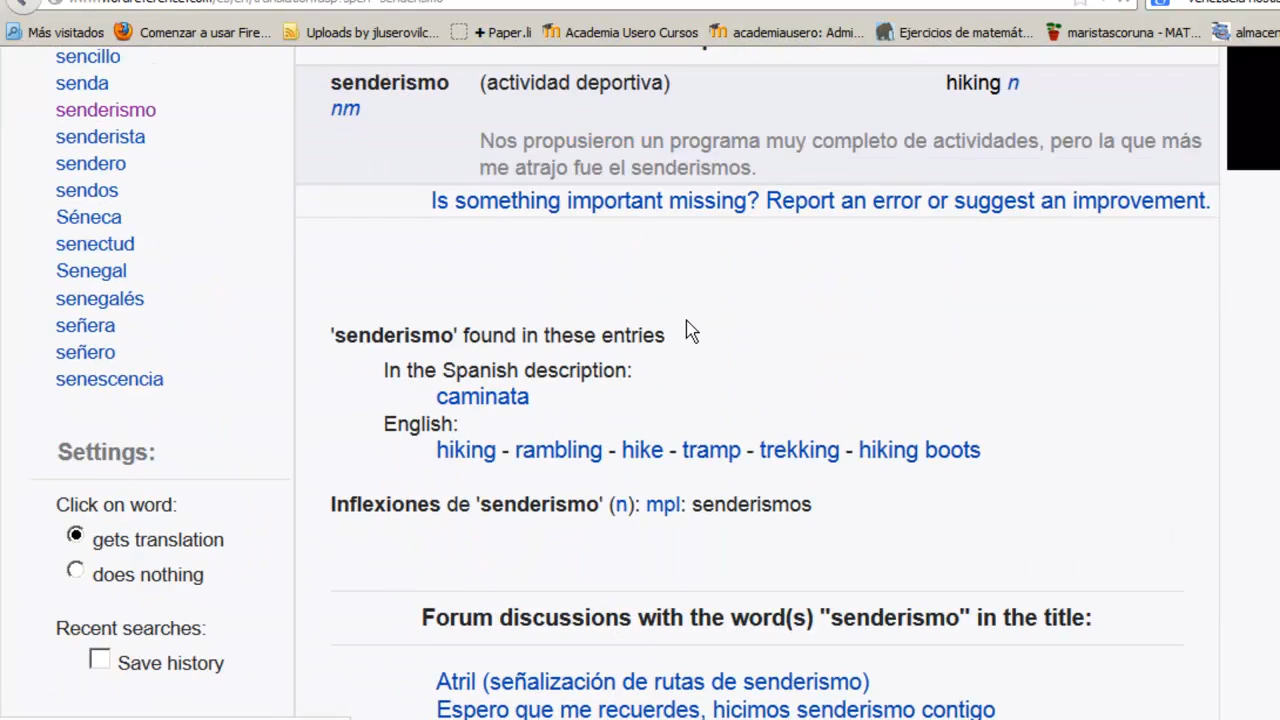 Más visitados Comenzar a usar Fire... Uploads by jluserovilc... + Paper.li Academia Usero Cursos academiausero: Admi... Ejercicios de matemát... maristascoruna - MAT... almacen
sencillo
senda
senderismo
senderista
sendero
sendos
Séneca
senectud
Senegal
senegalés
señera
señero
senescencia
Settings:
Click on word:
gets translation
does nothing
Recent searches:
Save history
senderismo (actividad deportiva) hiking n
nm
Nos propusieron un programa muy completo de actividades, pero la que más
me atrajo fue el senderismos.
Is something important missing? Report an error or suggest an improvement.
'senderismo' found in these entries
In the Spanish description:
caminata
English:
hiking - rambling - hike - tramp - trekking - hiking boots
Inflexiones de 'senderismo' (n): mpl: senderismos
Forum discussions with the word(s) "senderismo" in the title:
Atril (señalización de rutas de senderismo)
Espero que me recuerdes, hicimos senderismo contigo